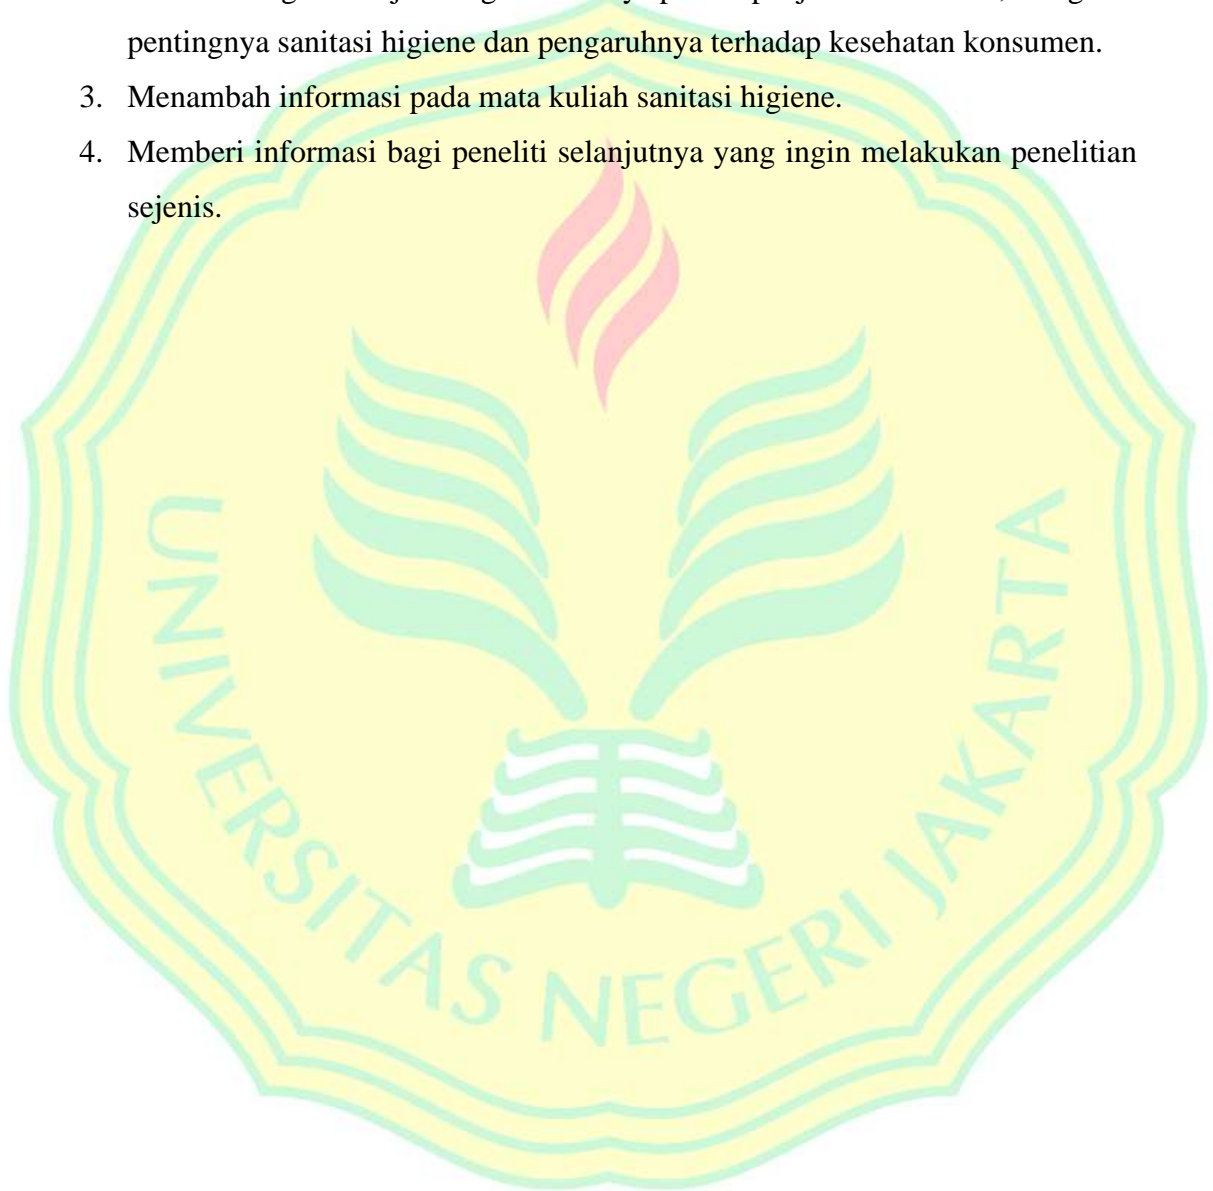 pentingnya sanitasi higiene dan pengaruhnya terhadap kesehatan konsumen.
3. Menambah informasi pada mata kuliah sanitasi higiene.
4. Memberi informasi bagi peneliti selanjutnya yang ingin melakukan penelitian
sejenis.
UNIVERSITAS NEGERI JAKARTA